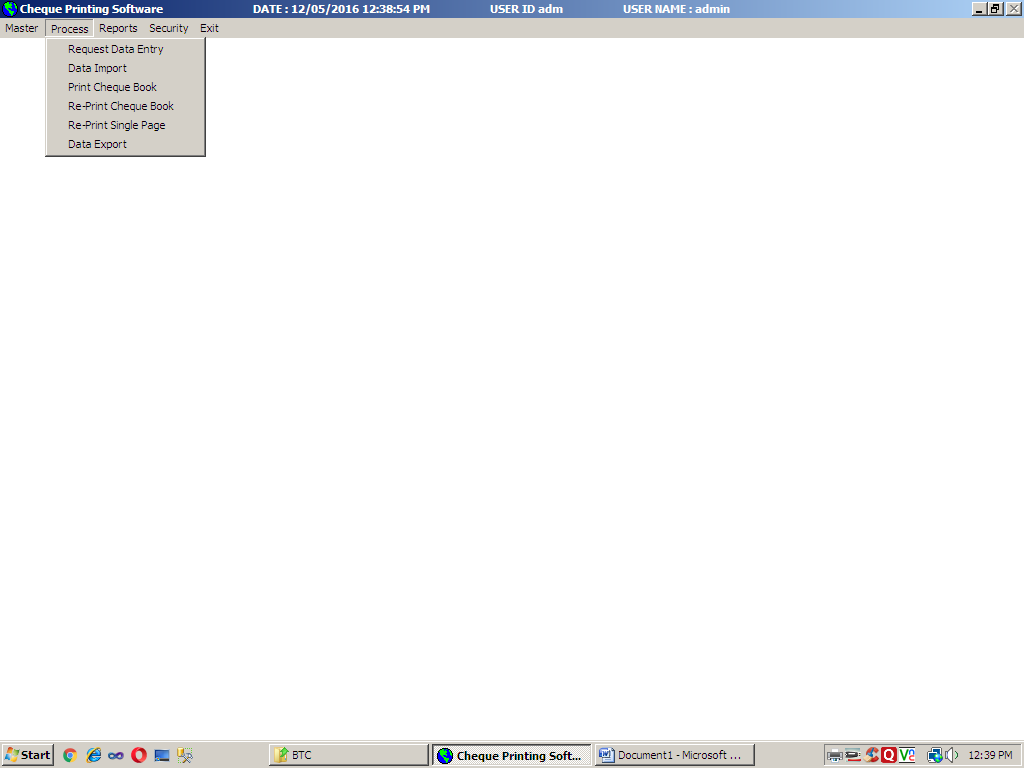 Cheque Printing Software DATE : 12/05/2016 12:38:54 PM USER ID adm USER NAME : admin
Master Process Reports Security Exit
Request Data Entry
Data Import
Print Cheque Book
Re-Print Cheque Book
Re-Print Single Page
Data Export
Start BTC Cheque Printing Soft... Document1 - Microsoft ... 12:39 PM